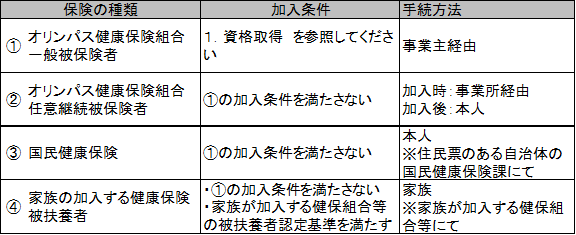 保険の種類 加入条件 手続方法
① オリンパス健康保険組合
一般被保険者
1．資格取得 を参照してくださ
い
事業主経由
② オリンパス健康保険組合
任意継続被保険者
①の加入条件を満たさない
加入時：事業所経由
加入後：本人
③ 国民健康保険
①の加入条件を満たさない
本人
※住民票のある自治体の
国民健康保険課にて
④ 家族の加入する健康保険
被扶養者
・①の加入条件を満たさない
・家族が加入する健保組合等
の被扶養者認定基準を満たす
家族
※家族が加入する健保組
合等にて